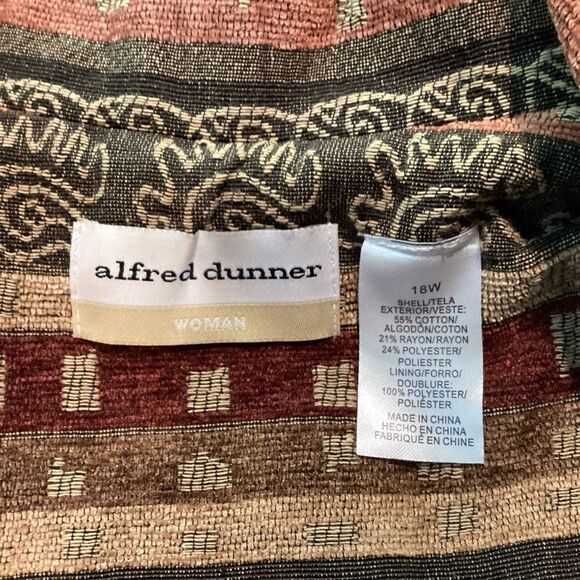 alfred dunner
WOMAN
18W
SHELL/TELA
EXTERIOR/VESTE:
55% COTTON/
ALGODÓN/COTON
21% RAYON/RAYON
24% POLYESTER/
POLIESTER
LINING/FORRO/
DOUBLURE:
100% POLYESTER/
POLIÉSTER
MADE IN CHINA
HECHO EN CHINA
FABRIQUÉ EN CHINE